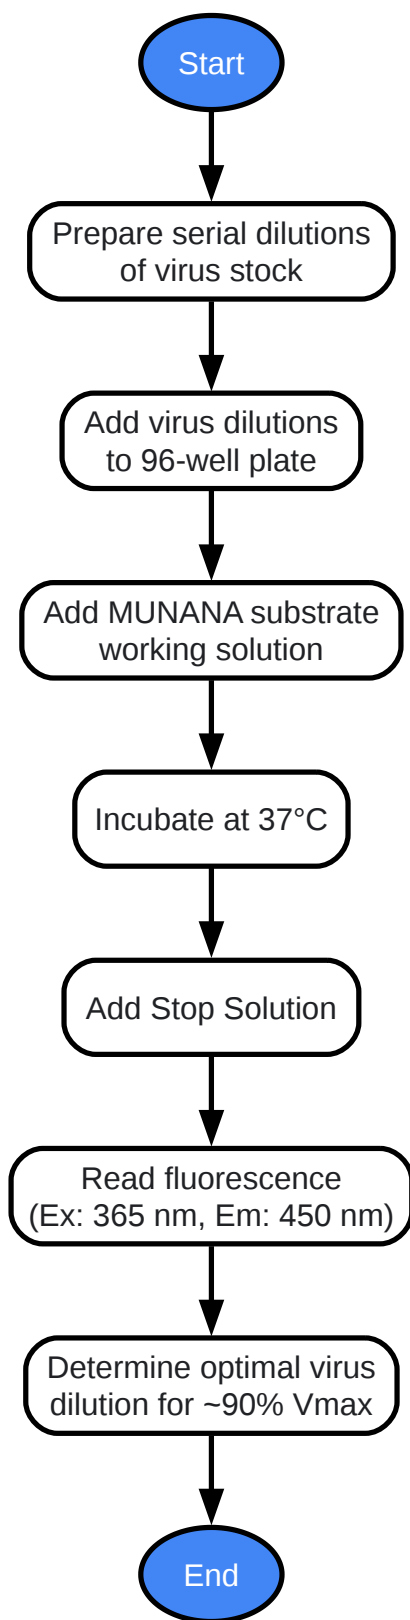 Start
Prepare serial dilutions
of virus stock
Add virus dilutions
to 96-well plate
Add MUNANA substrate
working solution
Incubate at 37°C
Add Stop Solution
Read fluorescence
(Ex: 365 nm, Em: 450 nm)
Determine optimal virus
dilution for ~90% Vmax
End